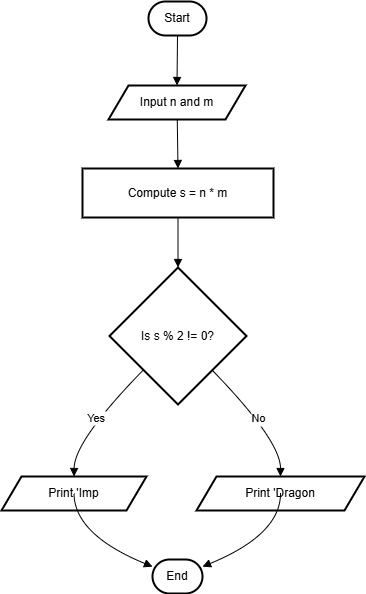 Start
Input n and m
Compute s = n * m
Is s % 2 != 0?
Yes
No
Print 'Imp
Print 'Dragon
End